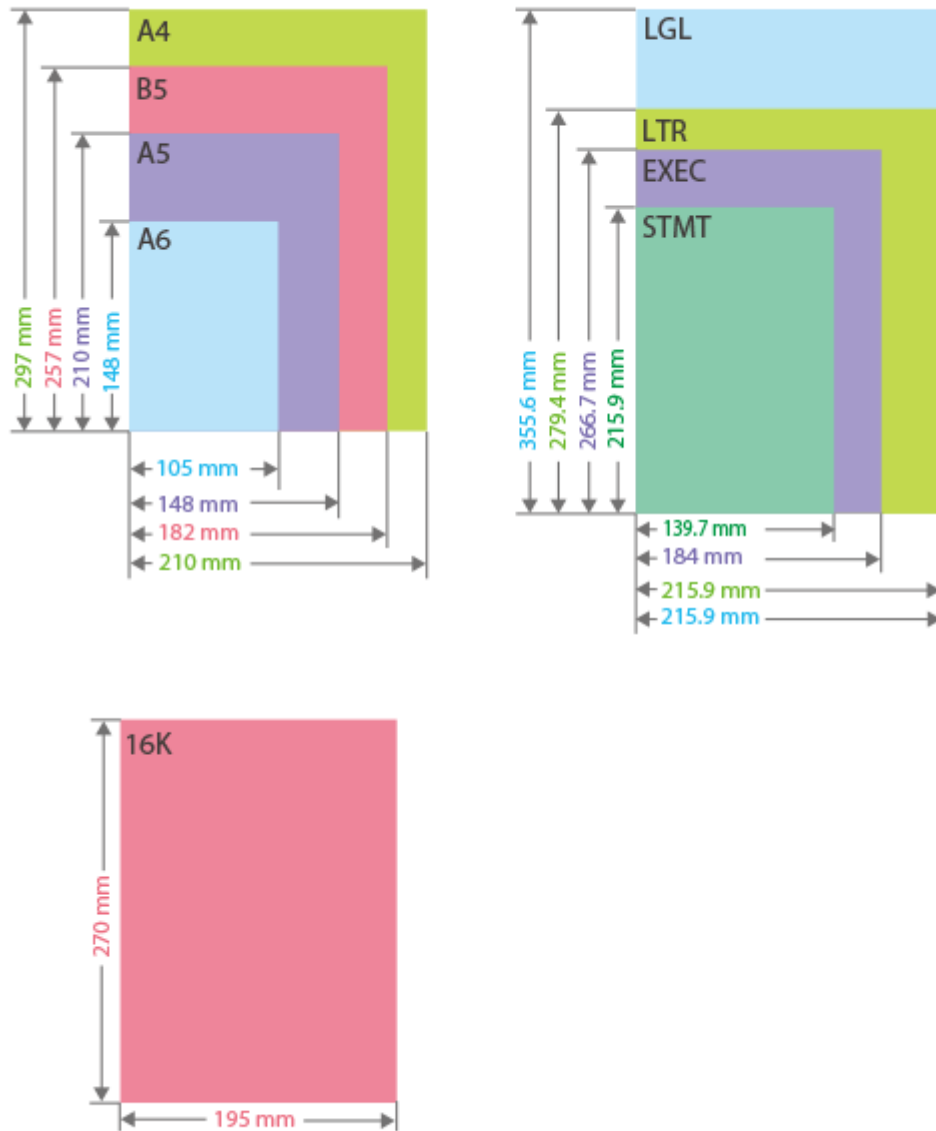 A4
B5
A5
A6
297 mm
257 mm
210 mm
148 mm
105 mm
148 mm
182 mm
210 mm
LGL
LTR
EXEC
STMT
355.6 mm
279.4 mm
266.7 mm
215.9 mm
139.7 mm
184 mm
215.9 mm
215.9 mm
16K
270 mm
195 mm